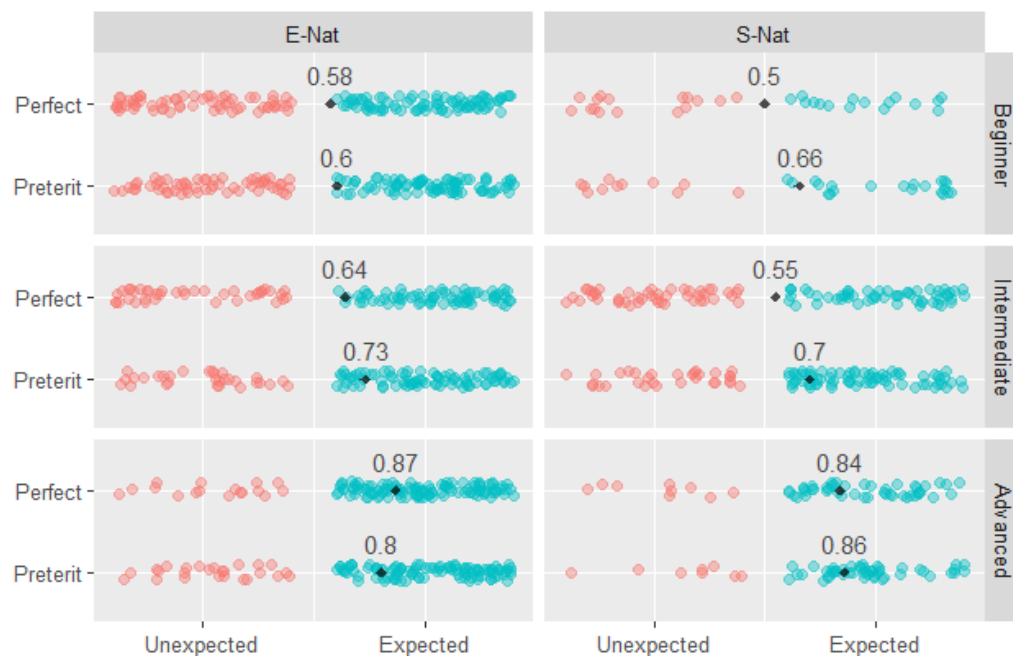 E-Nat S-Nat
0.58 0.5
Perfect
0.6 0.66
Preterit
Beginner
0.64 0.55
Perfect
0.73 0.7
Preterit
Intermediate
0.87 0.84
Perfect
0.8 0.86
Preterit
Advanced
Unexpected Expected Unexpected Expected